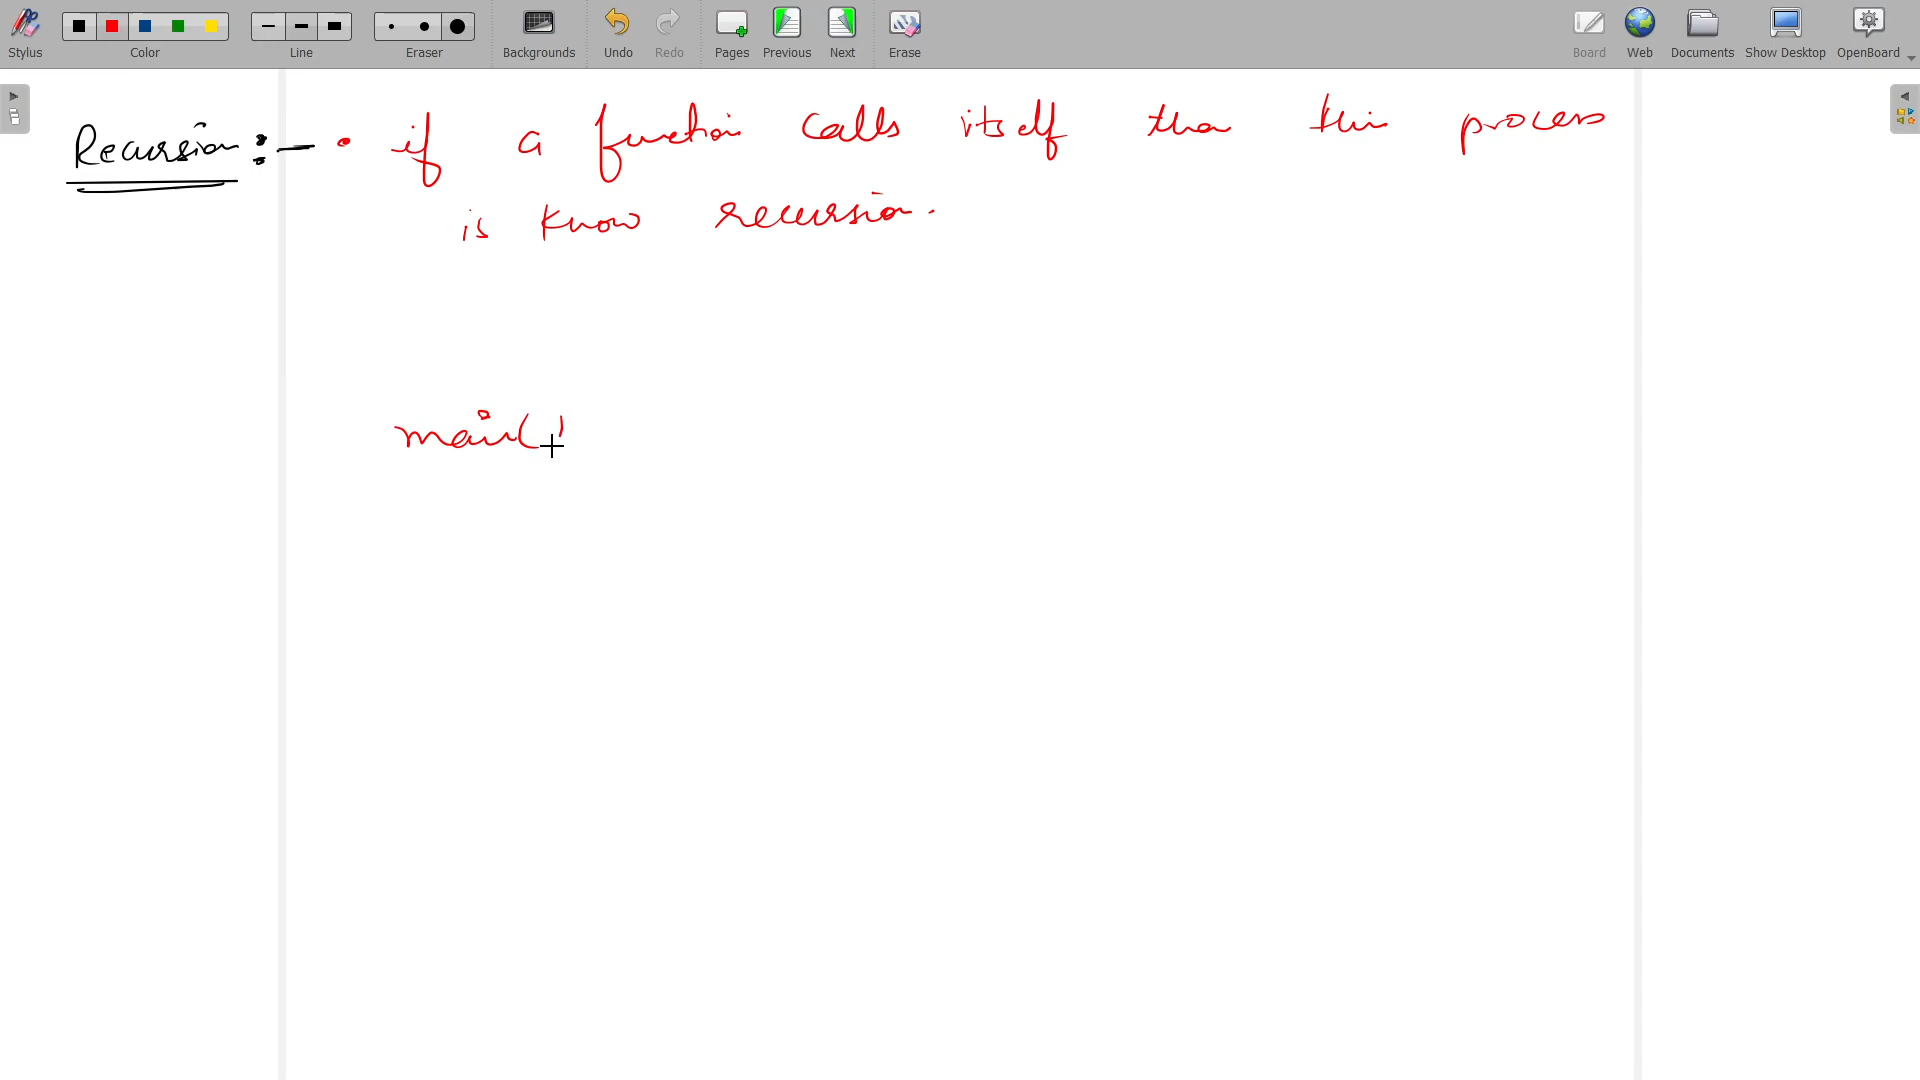 Stylus Color Line Eraser Backgrounds Undo Redo Pages Previous Next Erase Board Web Documents Show Desktop OpenBoard
Recursion :- • if a function calls itself than this process
is know recursion.
main()